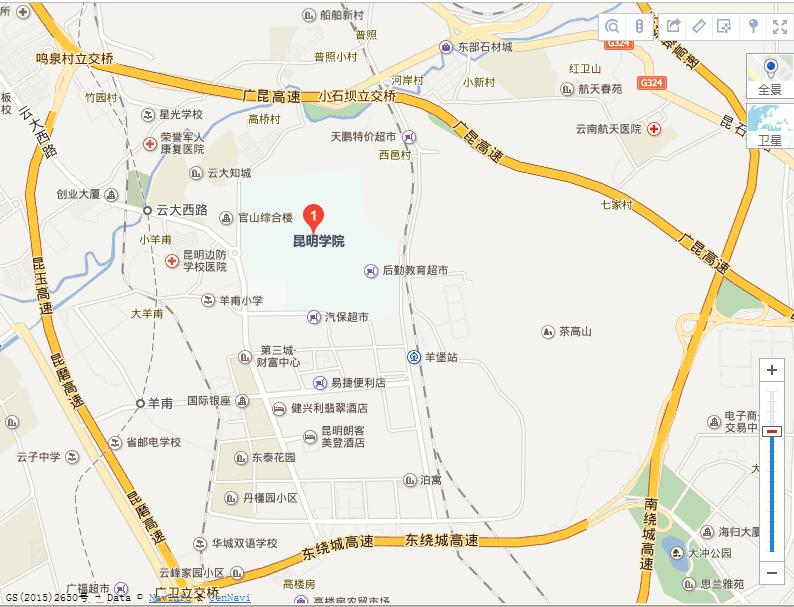 所
船舶新村
普照
G324
鸣泉村立交桥
普照小村
东部石材城
河岸村
小新村
红卫山
G324
航天春苑
全景
板
校
竹园村
广昆高速
小石坝立交桥
星光学校
高桥村
天鹏特价超市
广昆高速
云南航天医院
昆石
卫星
云大西路
荣誉军人
康复医院
西邑村
云大知城
创业大厦
云大西路
官山综合楼
1
七家村
小羊甫
昆明学院
广昆高速
昆明边防
学校医院
昆玉高速
后勤教育超市
羊甫小学
大羊甫
汽保超市
茶高山
第三城·
财富中心
羊堡站
昆磨高速
易捷便利店
羊甫
国际银座
健兴利翡翠酒店
电子商
交易中
昆明朗客
美登酒店
省邮电学校
云子中学
东泰花园
大
泊寓
丹槿园小区
昆磨高速
南绕城高速
海归大厦
华城双语学校
东绕城高速
东绕城高速
大冲公园
云峰家园小区
高楼房
思兰雅苑
广福超市
广卫立交桥
高楼房农贸市场
GS(2015)2650号 - Data © NavInfo & CenNavi